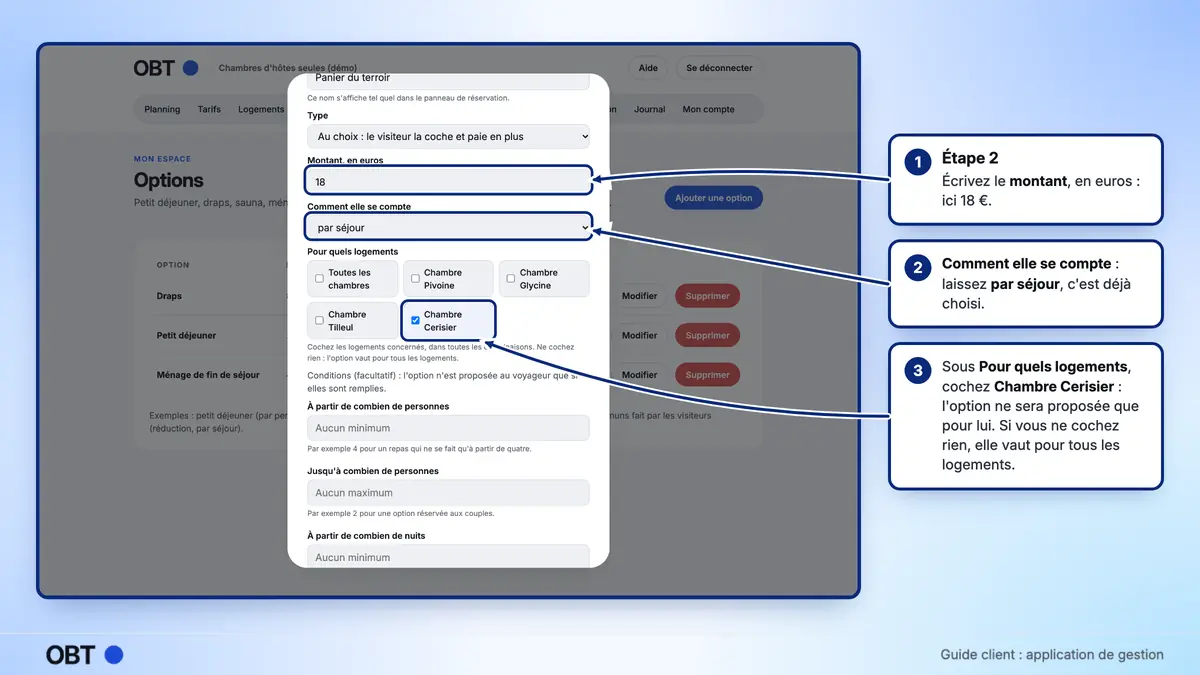 OBT
Chambres d'hôtes seules (démo)
Aide
Se déconnecter
Planning
Tarifs
Logements
Journal
Mon compte
MON ESPACE
Options
Petit déjeuner, draps, sauna,
Ajouter une option
OPTION
Draps
Modifier
Supprimer
Petit déjeuner
Modifier
Supprimer
Ménage de fin de séjour
Modifier
Supprimer
Exemples : petit déjeuner (par
(réduction, par séjour).
fait par les visiteurs
Panier du terroir
Ce nom s'affiche tel quel dans le panneau de réservation.
Type
Au choix : le visiteur la coche et paie en plus
Montant, en euros
18
Comment elle se compte
par séjour
Pour quels logements
Toutes les
chambres
Chambre
Pivoine
Chambre
Glycine
Chambre
Tilleul
Chambre
Cerisier
Cochez les logements concernés, dans toutes les
Ne cochez
rien : l'option vaut pour tous les logements.
Conditions (facultatif) : l'option n'est proposée au voyageur que si
elles sont remplies.
À partir de combien de personnes
Aucun minimum
Par exemple 4 pour un repas qui ne se fait qu'à partir de quatre.
Jusqu'à combien de personnes
Aucun maximum
Par exemple 2 pour une option réservée aux couples.
À partir de combien de nuits
Aucun minimum
1
Étape 2
Écrivez le montant, en euros :
ici 18 €.
2
Comment elle se compte :
laissez par séjour, c'est déjà
choisi.
3
Sous Pour quels logements,
cochez Chambre Cerisier :
l'option ne sera proposée que
pour lui. Si vous ne cochez
rien, elle vaut pour tous les
logements.
OBT
Guide client : application de gestion